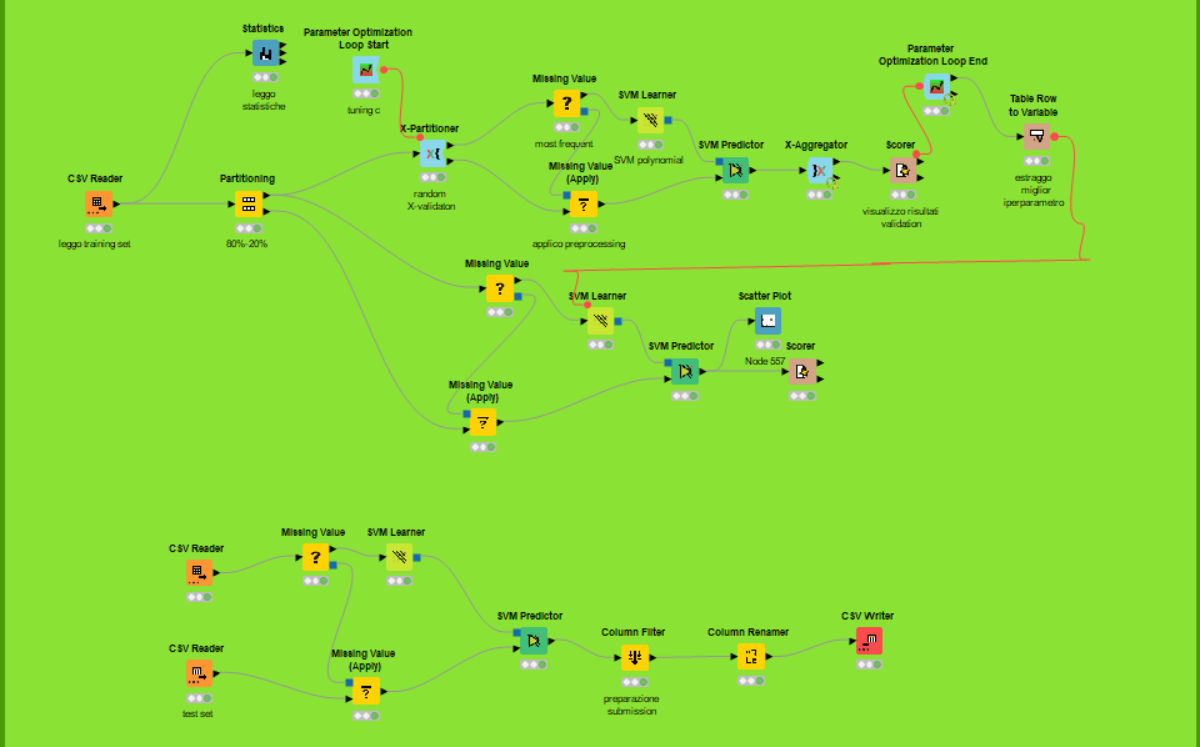 Statistics
leggo
statistiche
Parameter Optimization
Loop Start
tuning c
X-Partitioner
random
X-validaton
Missing Value
most frequent
SVM Learner
SVM polynomial
Missing Value
(Apply)
applico preprocessing
SVM Predictor
X-Aggregator
Scorer
visualizzo risultati
validation
Parameter
Optimization Loop End
Table Row
to Variable
estraggo
miglior
iperparametro
CSV Reader
leggo training set
Partitioning
80%-20%
Missing Value
SVM Learner
Missing Value
(Apply)
SVM Predictor
Scatter Plot
Node 557
Scorer
CSV Reader
Missing Value
SVM Learner
CSV Reader
test set
Missing Value
(Apply)
SVM Predictor
Column Filter
preparazione
submission
Column Renamer
CSV Writer